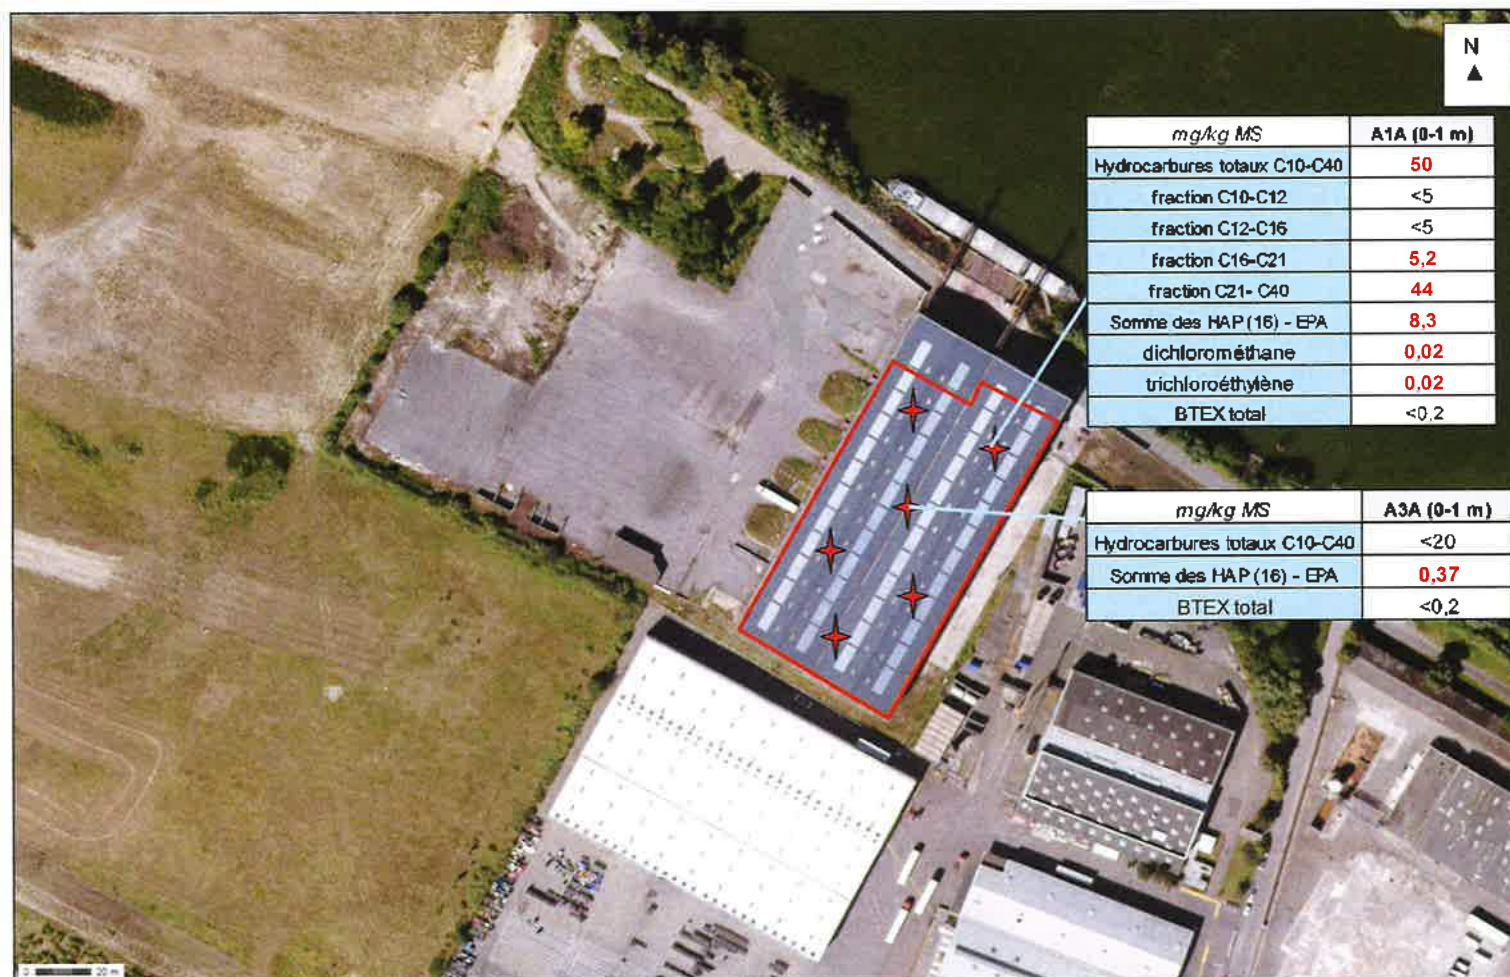 N
mg/kg MS A1A (0-1 m)
Hydrocarbures totaux C10-C40 50
fraction C10-C12 <5
fraction C12-C16 <5
fraction C16-C21 5,2
fraction C21- C40 44
Somme des HAP (16) - EPA 8,3
dichlorométhane 0,02
trichloroéthylène 0,02
BTEX total <0,2
mg/kg MS A3A (0-1 m)
Hydrocarbures totaux C10-C40 <20
Somme des HAP (16) - EPA 0,37
BTEX total <0,2
0 20 m